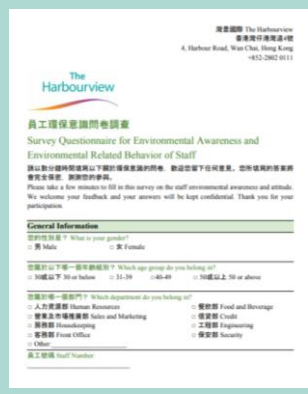 灣景國際 The Harbourview
香港灣仔港灣道4號
4, Harbour Road, Wan Chai, Hong Kong
+852-2802 0111
The
Harbourview
員工環保意識問卷調查
Survey Questionnaire for Environmental Awareness and
Environmental Related Behavior of Staff
請以數分鐘時間填寫以下關於環保意識的問卷，歡迎您留下任何意見。您所填寫的答案將
會完全保密，謝謝您的參與。
Please take a few minutes to fill in this survey on the staff environmental awareness and attitude.
We welcome your feedback and your answers will be kept confidential. Thank you for your
participation.
General Information
您的性別是？ What is your gender?
□ 男 Male □ 女 Female
您屬於以下哪一個年齡組別？ Which age group do you belong in?
□ 30或以下 30 or below □ 31-39 □ 40-49 □ 50或以上 50 or above
您屬於哪一個部門？ Which department do you belong in?
□ 人力資源部 Human Resources □ 餐飲部 Food and Beverage
□ 營業及市場推廣部 Sales and Marketing □ 信貸部 Credit
□ 房務部 Housekeeping □ 工程部 Engineering
□ 客務部 Front Office □ 保安部 Security
□ Other:
員工號碼 Staff Number